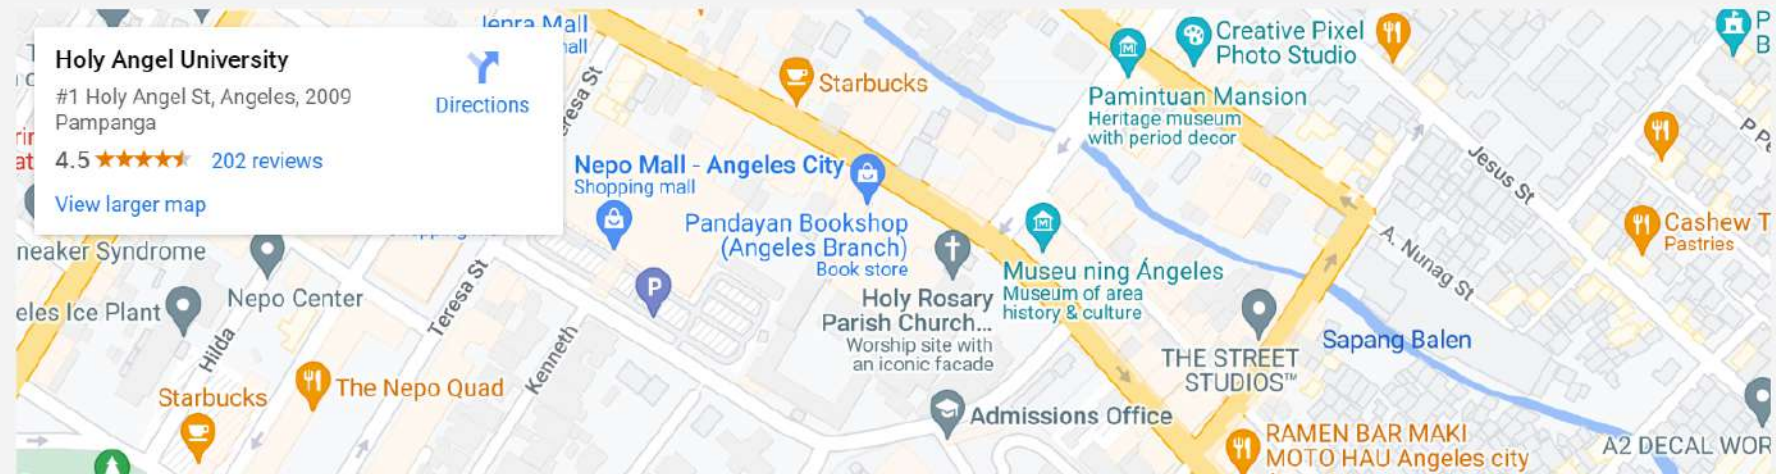 Jenra Mall
Holy Angel University
#1 Holy Angel St, Angeles, 2009
Pampanga
4.5
202 reviews
View larger map
Directions
Creative Pixel
Photo Studio
Starbucks
Pamintuan Mansion
Heritage museum
with period decor
Nepo Mall - Angeles City
Shopping mall
Jesus St
Pandayan Bookshop
(Angeles Branch)
Book store
Cashew T
Pastries
A. Nunag St
neaker Syndrome
Nepo Center
eles Ice Plant
Teresa St
Hilda
Kenneth
P
Museu ning Ángeles
Museum of area
history & culture
Holy Rosary
Parish Church...
Worship site with
an iconic facade
Sapang Balen
THE STREET
STUDIOS™
Starbucks
The Nepo Quad
Admissions Office
RAMEN BAR MAKI
MOTO HAU Angeles city
A2 DECAL WOR